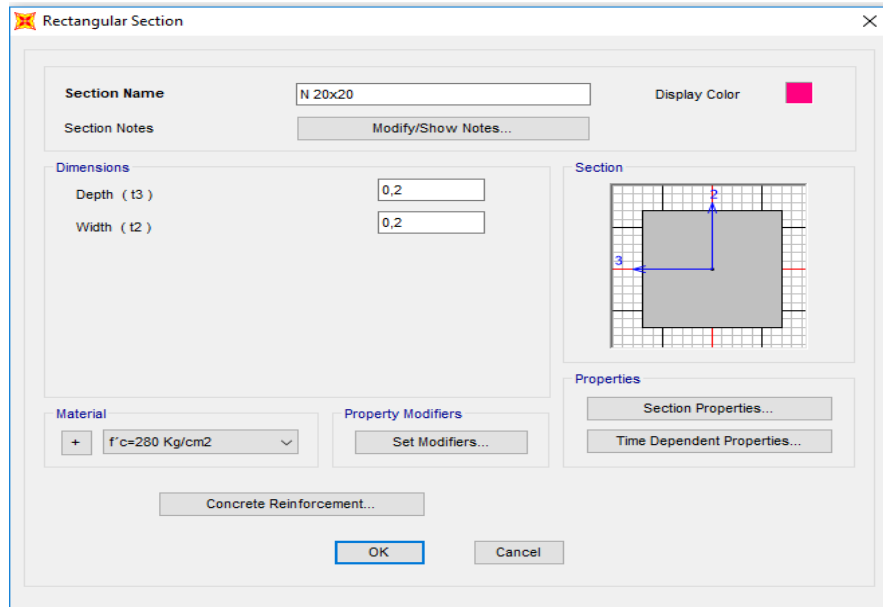 Rectangular Section
Section Name
N 20x20
Display Color
Section Notes
Modify/Show Notes...
Dimensions
Depth ( t3 )
0,2
Width ( t2 )
0,2
Section
2
3
Properties
Section Properties...
Time Dependent Properties...
Material
+
f´c=280 Kg/cm2
Property Modifiers
Set Modifiers...
Concrete Reinforcement...
OK
Cancel